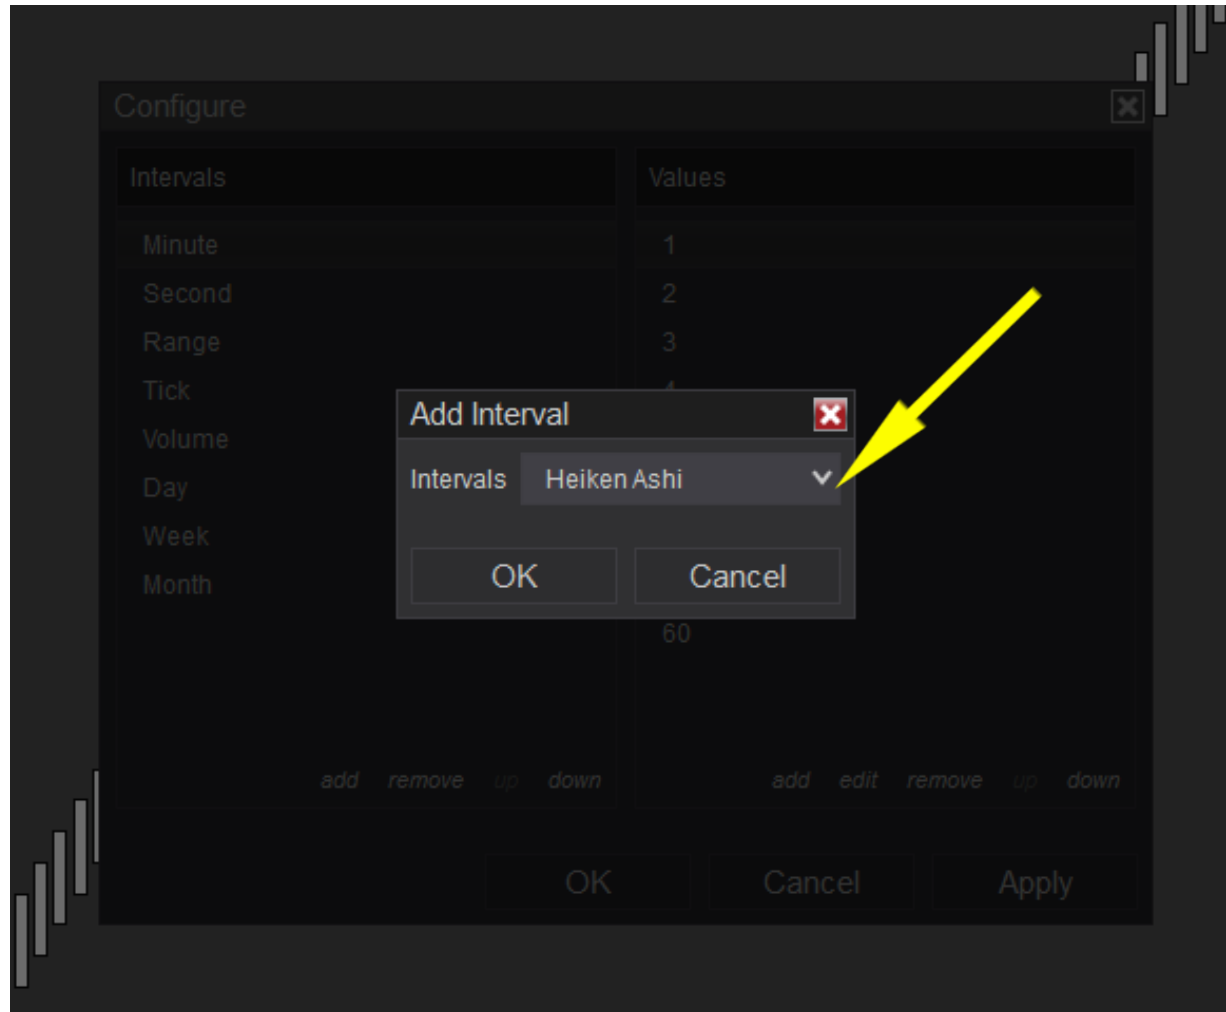 Configure
Intervals
Values
Minute
1
Second
2
Range
3
Tick
4
Volume
Day
Week
Month
Add Interval
Intervals
Heiken Ashi
OK
Cancel
60
add remove up down
add edit remove up down
OK
Cancel
Apply